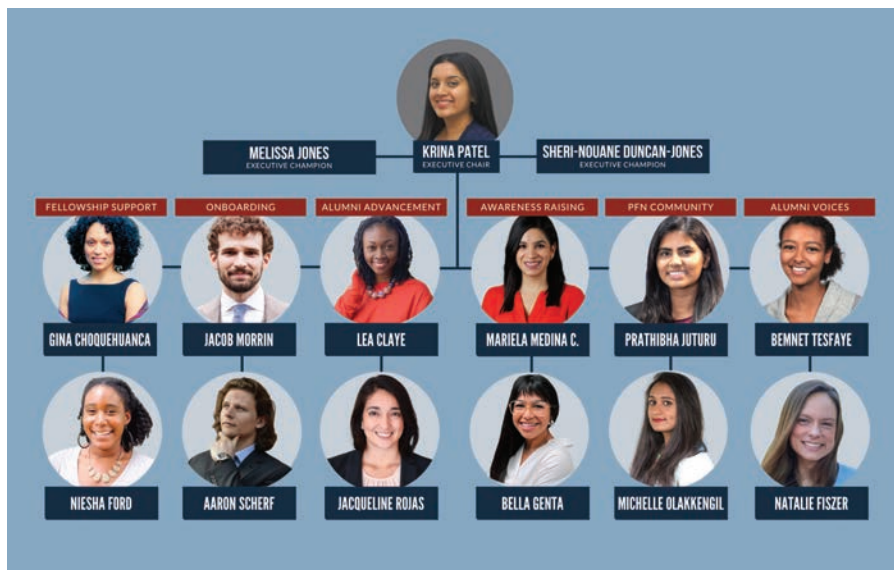 MELISSA JONES
EXECUTIVE CHAMPION
KRINA PATEL
EXECUTIVE CHAIR
SHERI-NOUANE DUNCAN-JONES
EXECUTIVE CHAMPION
FELLOWSHIP SUPPORT
ONBOARDING
ALUMNI ADVANCEMENT
AWARENESS RAISING
PFN COMMUNITY
ALUMNI VOICES
GINA CHOQUEHUANCA
JACOB MORRIN
LEA CLAYE
MARIELA MEDINA C.
PRATHIBHA JUTURU
BEMNET TESFAYE
NIESHA FORD
AARON SCHERF
JACQUELINE ROJAS
BELLA GENTA
MICHELLE OLAKKENGIL
NATALIE FISZER